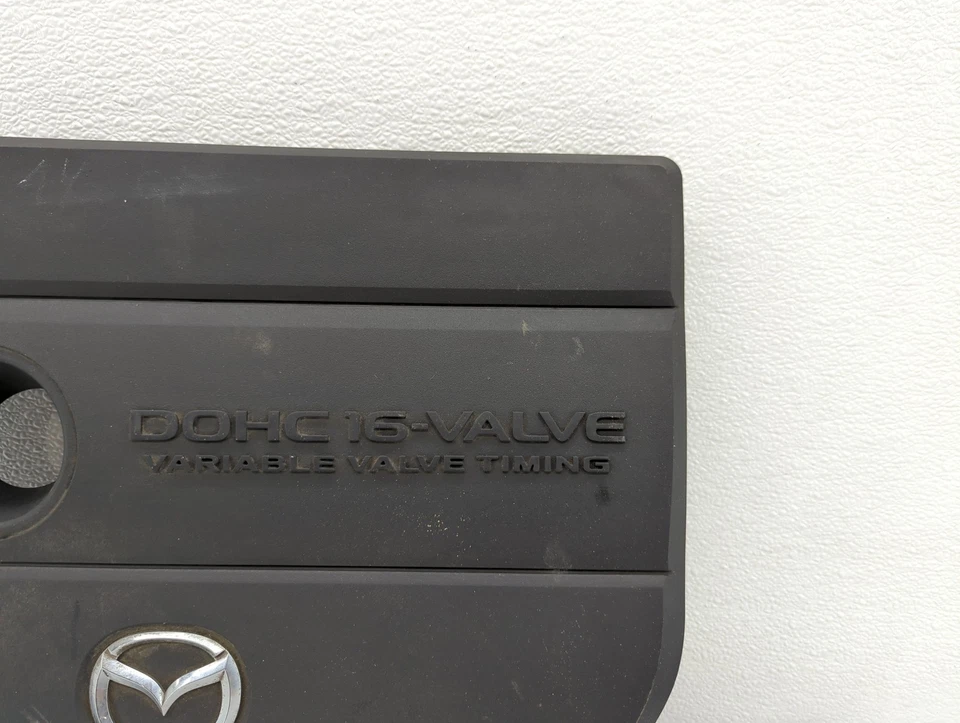 DOHC 16-VALVE
VARIABLE VALVE TIMING